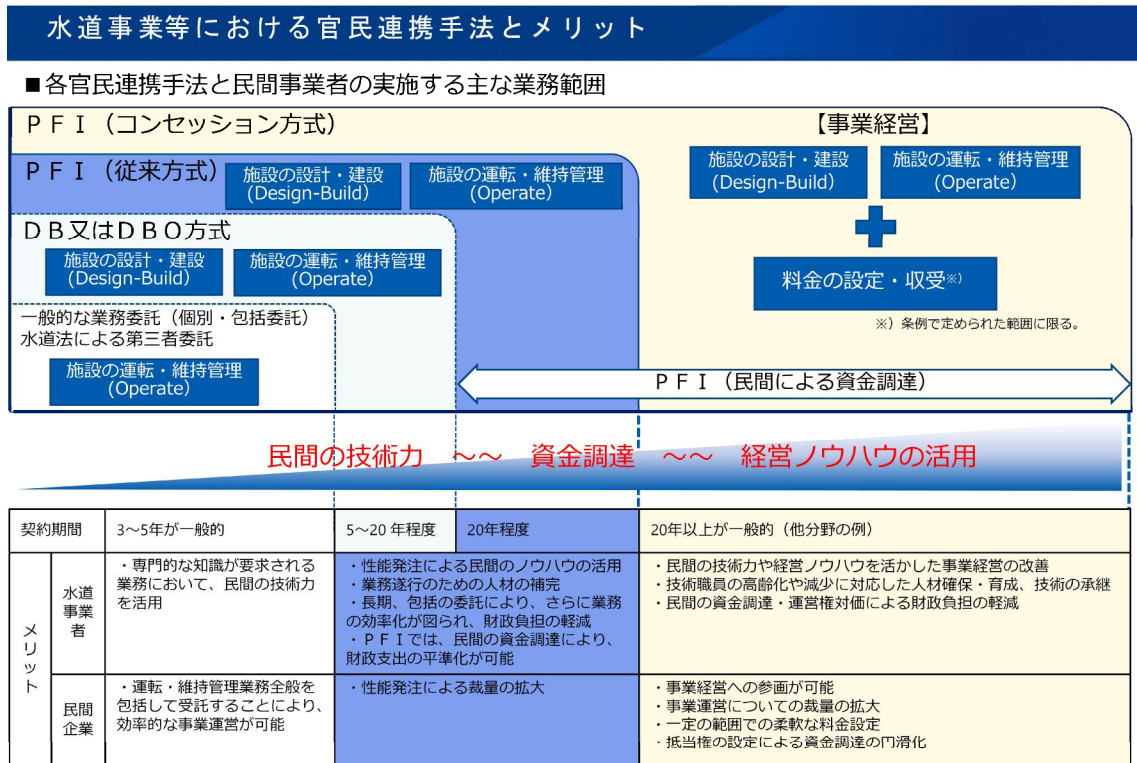 水道事業等における官民連携手法とメリット
■各官民連携手法と民間事業者の実施する主な業務範囲
ＰＦＩ（コンセッション方式）
【事業経営】
施設の設計・建設
(Design-Build)
施設の運転・維持管理
(Operate)
料金の設定・収受※）
※）条例で定められた範囲に限る。
ＰＦＩ（従来方式）
施設の設計・建設
(Design-Build)
施設の運転・維持管理
(Operate)
ＤＢ又はＤＢＯ方式
施設の設計・建設
(Design-Build)
施設の運転・維持管理
(Operate)
一般的な業務委託（個別・包括委託）
水道法による第三者委託
施設の運転・維持管理
(Operate)
ＰＦＩ（民間による資金調達）
民間の技術力　～～　資金調達　～～　経営ノウハウの活用
契約期間
3～5年が一般的
5～20 年程度
20年程度
20年以上が一般的（他分野の例）
メリット
水道
事業
者
・専門的な知識が要求される
業務において、民間の技術力
を活用
・性能発注による民間のノウハウの活用
・業務遂行のための人材の補完
・長期、包括の委託により、さらに業務
の効率化が図られ、財政負担の軽減
・ＰＦＩでは、民間の資金調達により、
財政支出の平準化が可能
・民間の技術力や経営ノウハウを活かした事業経営の改善
・技術職員の高齢化や減少に対応した人材確保・育成、技術の承継
・民間の資金調達・運営権対価による財政負担の軽減
民間
企業
・運転・維持管理業務全般を
包括して受託することにより、
効率的な事業運営が可能
・性能発注による裁量の拡大
・事業経営への参画が可能
・事業運営についての裁量の拡大
・一定の範囲での柔軟な料金設定
・抵当権の設定による資金調達の円滑化